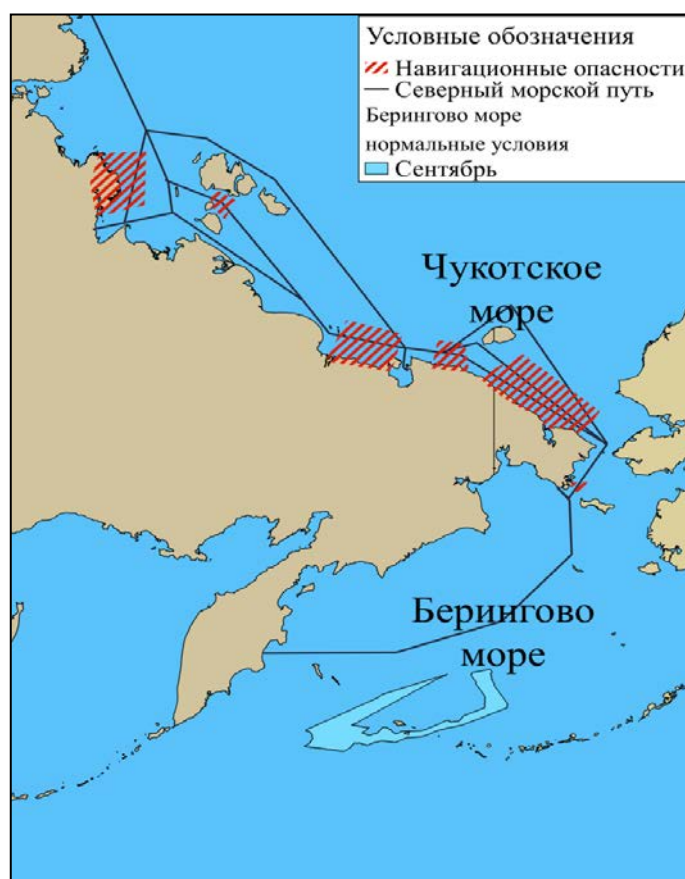 Условные обозначения
Навигационные опасности
Северный морской путь
Берингово море
нормальные условия
Сентябрь
Чукотское
море
Берингово
море